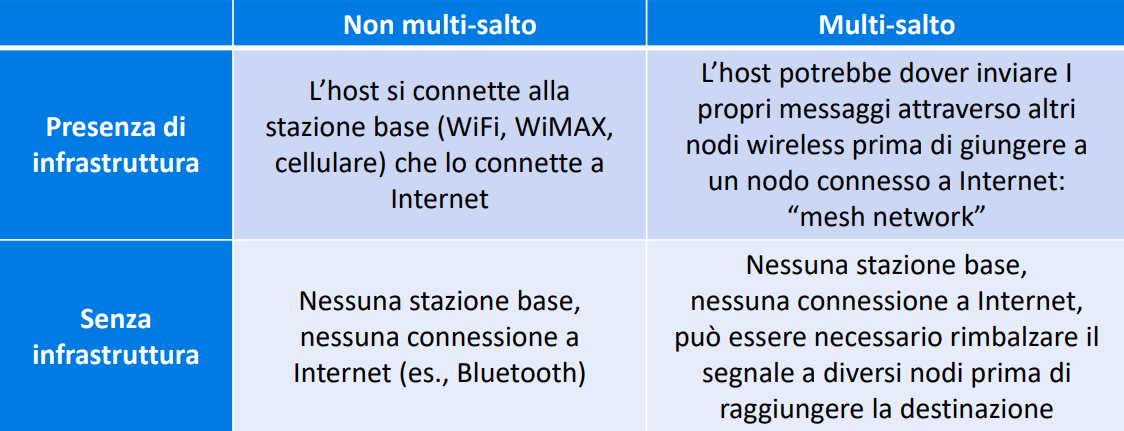 Non multi-salto
Multi-salto
Presenza di
infrastruttura
L’host si connette alla
stazione base (WiFi, WiMAX,
cellulare) che lo connette a
Internet
L’host potrebbe dover inviare I
propri messaggi attraverso altri
nodi wireless prima di giungere a
un nodo connesso a Internet:
“mesh network”
Senza
infrastruttura
Nessuna stazione base,
nessuna connessione a
Internet (es., Bluetooth)
Nessuna stazione base,
nessuna connessione a Internet,
può essere necessario rimbalzare il
segnale a diversi nodi prima di
raggiungere la destinazione